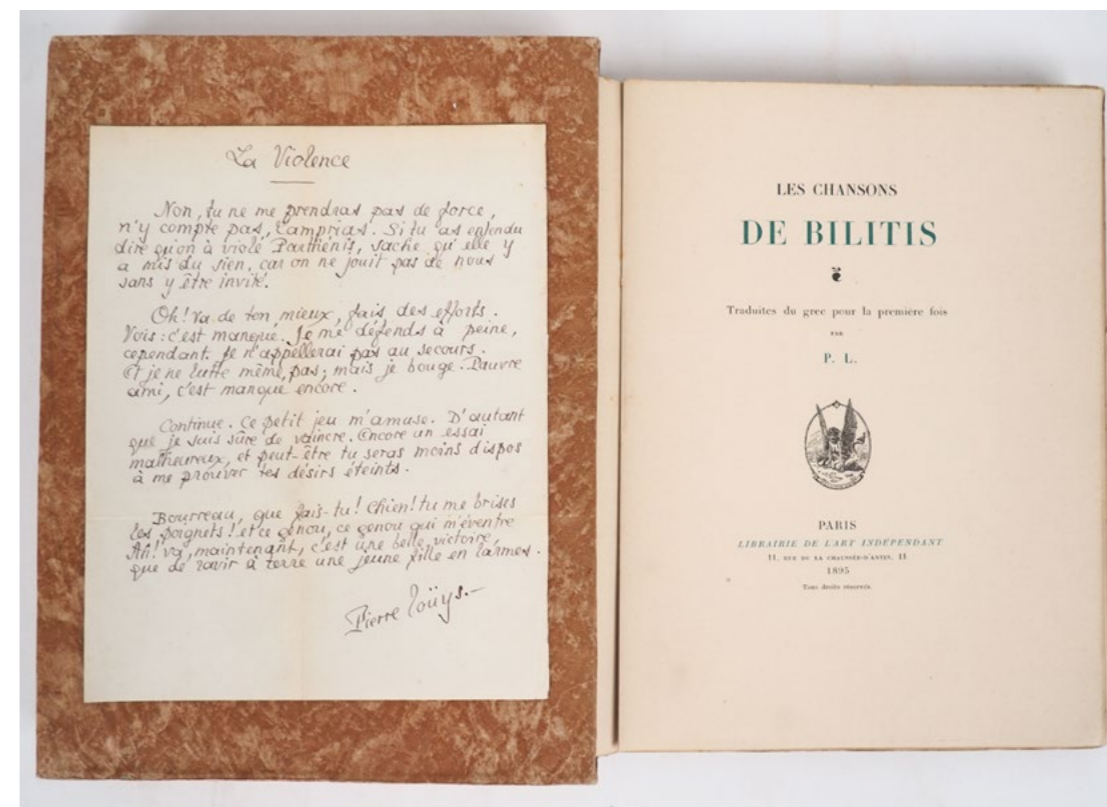 La Violence
Non, tu ne me prendras pas de force,
n'y compte pas, Lamprias. Si tu as entendu
dire qu'on à violé Parthénis, sache qu'elle y
a mis du sien, car on ne jouit pas de nous
sans y être invité.
Oh! Va de ton mieux, fais des efforts.
Vois: c'est manqué. Je me défends à peine,
cependant. Je n'appellerai pas au secours.
Et je ne lutte même pas; mais je bouge. Pauvre
ami, c'est manqué encore.
Continue. Ce petit jeu m'amuse. D'autant
que je suis sûre de vaincre. Encore un essai
malheureux, et peut-être tu seras moins dispos
à me prouver tes désirs éteints.
Bourreau, que fais-tu! Chien! tu me brises
les poignets! et ce genou, ce genou qui m'éventre
Ah! va, maintenant, c'est une belle victoire,
que de ravir à terre une jeune fille en larmes.
Pierre Louÿs.-
LES CHANSONS
DE BILITIS
Traduites du grec pour la première fois
PAR
P. L.
PARIS
LIBRAIRIE DE L'ART INDÉPENDANT
11, RUE DE LA CHAUSSÉE-D'ANTIN, 11
1895
Tous droits réservés.